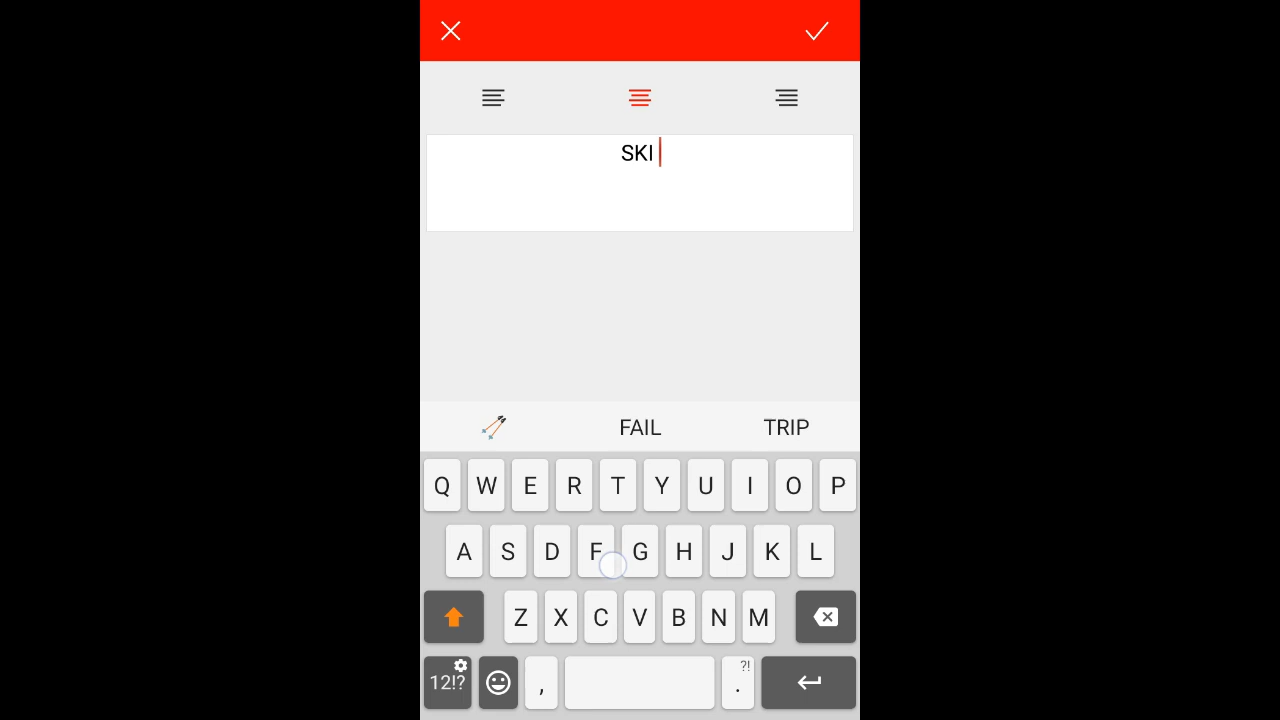 SKI
FAIL TRIP
Q W E R T Y U I O P
A S D F G H J K L
Z X C V B N M
12!? , . ?!